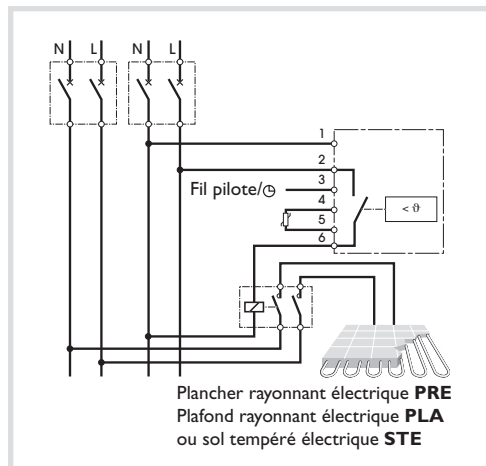 N L N L
1
2
Fil pilote/
3
4
5
6
< ϑ
Plancher rayonnant électrique PRE
Plafond rayonnant électrique PLA
ou sol tempéré électrique STE